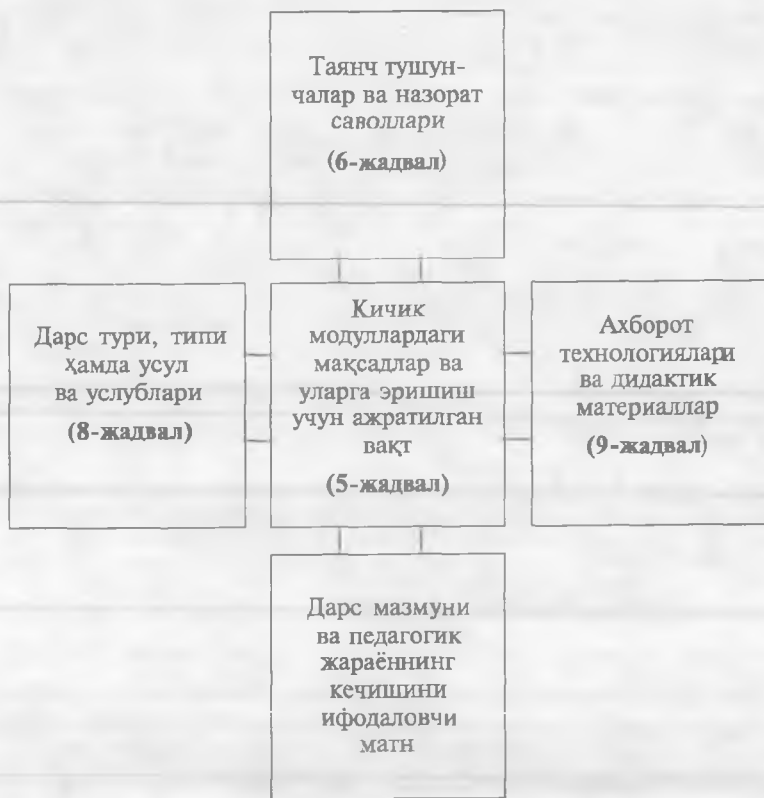 Таянч тушун-
чалар ва назорат
саволлари
(6-жадвал)
Дарс тури, типи
ҳамда усул
ва услублари
(8-жадвал)
Кичик
модуллардаги
мақсадлар ва
уларга эришиш
учун ажратилган
вақт
(5-жадвал)
Ахборот
технологиялари
ва дидактик
материаллар
(9-жадвал)
Дарс мазмуни
ва педагогик
жараённинг
кечишини
ифодаловчи
матн